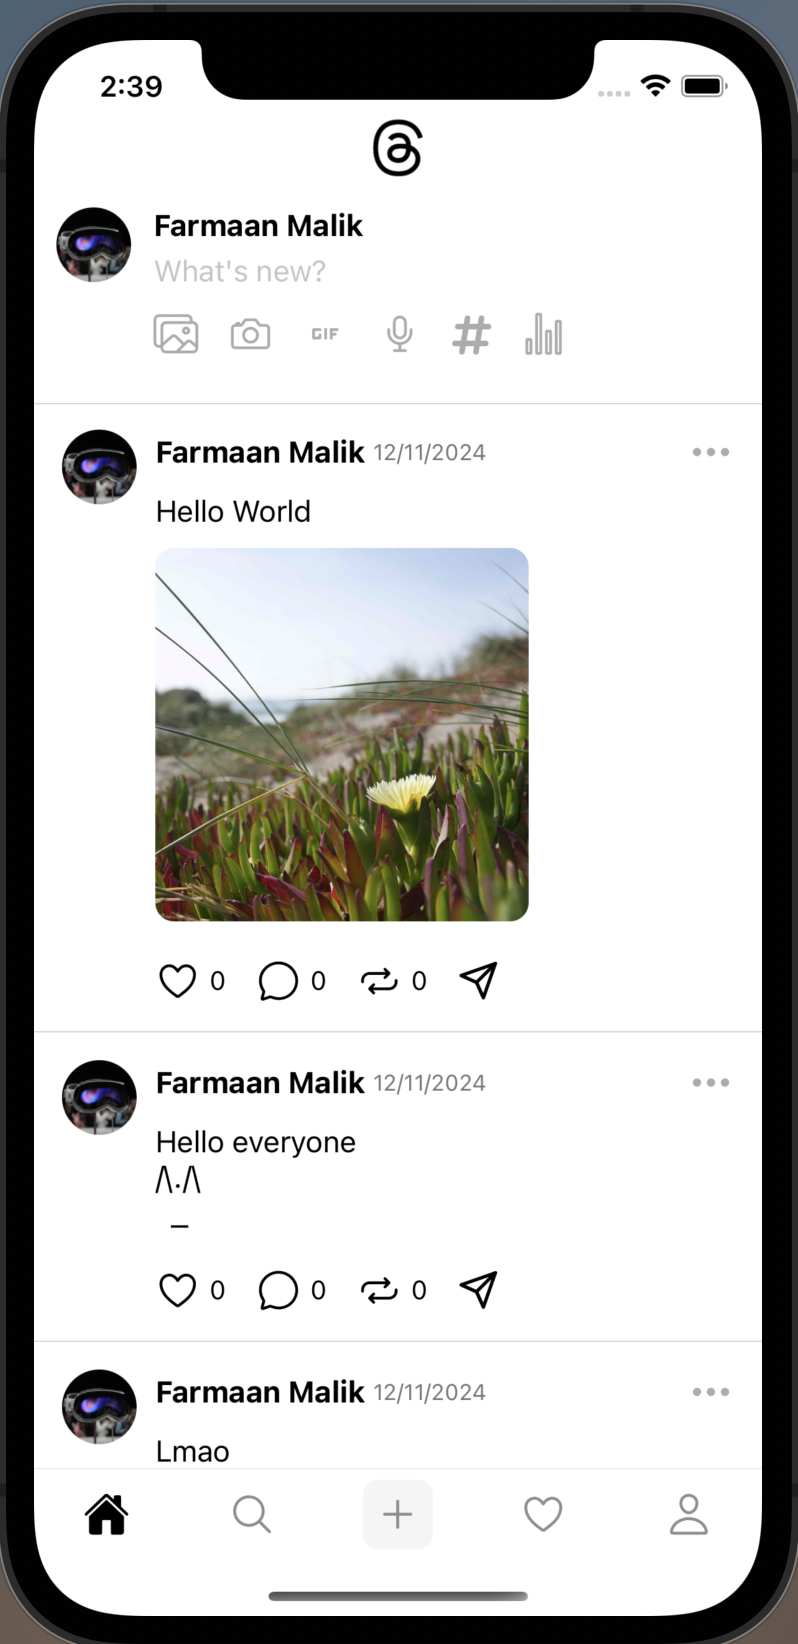 2:39
Farmaan Malik
What's new?
GIF
Farmaan Malik 12/11/2024
Hello World
0 0 0
Farmaan Malik 12/11/2024
Hello everyone
/\./\
_
0 0 0
Farmaan Malik 12/11/2024
Lmao